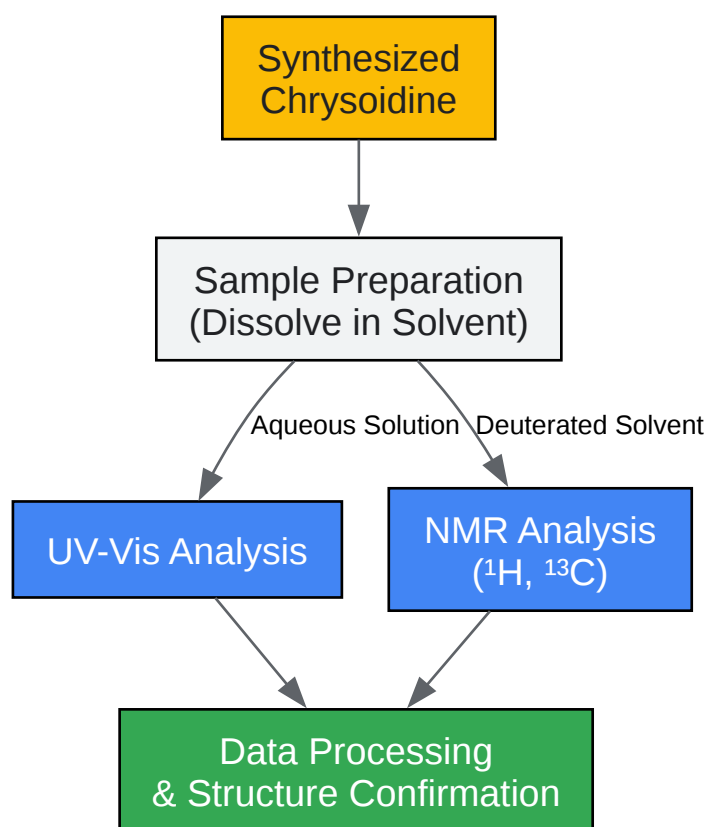 Synthesized
Chrysoidine
Sample Preparation
(Dissolve in Solvent)
Aqueous Solution
Deuterated Solvent
UV-Vis Analysis
NMR Analysis
(¹H, ¹³C)
Data Processing
& Structure Confirmation